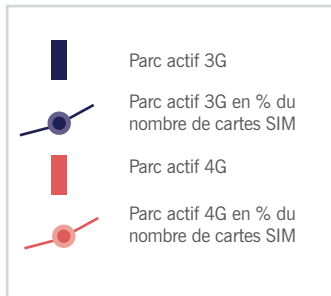 Parc actif 3G
Parc actif 3G en % du
nombre de cartes SIM
Parc actif 4G
Parc actif 4G en % du
nombre de cartes SIM